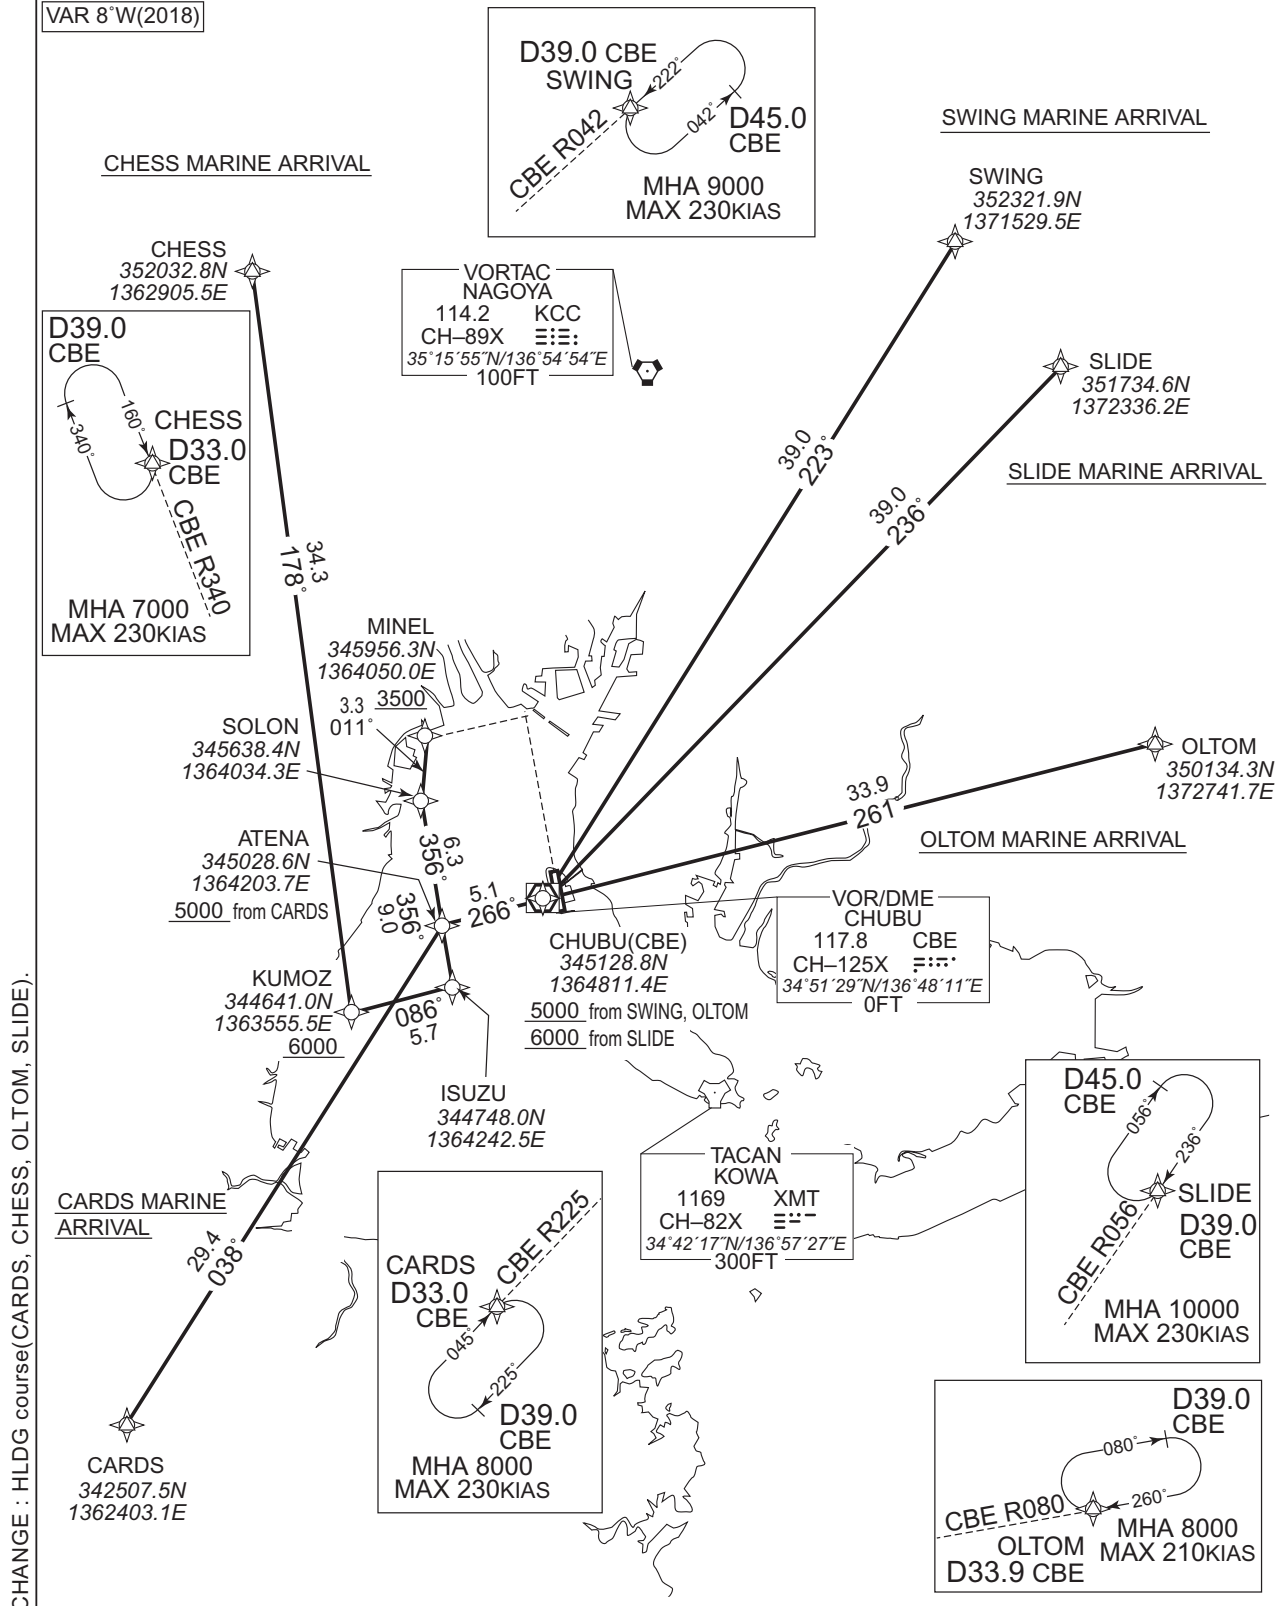 VAR 8°W(2018)
D39.0 CBE
SWING
222°
042°
D45.0
CBE
CBE R042
MHA 9000
MAX 230KIAS
SWING MARINE ARRIVAL
CHESS MARINE ARRIVAL
SWING
352321.9N
1371529.5E
CHESS
352032.8N
1362905.5E
VORTAC
NAGOYA
114.2 KCC
CH–89X
35°15´55˝N/136°54´54˝E
100FT
D39.0
CBE
160°
340°
CHESS
D33.0
CBE
CBE R340
MHA 7000
MAX 230KIAS
SLIDE
351734.6N
1372336.2E
SLIDE MARINE ARRIVAL
39.0
223°
39.0
236°
34.3
178°
MINEL
345956.3N
1364050.0E
3500
3.3
011°
SOLON
345638.4N
1364034.3E
OLTOM
350134.3N
1372741.7E
33.9
261°
OLTOM MARINE ARRIVAL
ATENA
345028.6N
1364203.7E
5000 from CARDS
6.3
356°
356°
9.0
5.1
266°
VOR/DME
CHUBU
117.8 CBE
CH–125X
34°51´29˝N/136°48´11˝E
0FT
CHUBU(CBE)
345128.8N
1364811.4E
5000 from SWING, OLTOM
6000 from SLIDE
KUMOZ
344641.0N
1363555.5E
6000
086°
5.7
ISUZU
344748.0N
1364242.5E
D45.0
CBE
056°
236°
SLIDE
D39.0
CBE
CBE R056
MHA 10000
MAX 230KIAS
TACAN
KOWA
1169 XMT
CH–82X
34°42´17˝N/136°57´27˝E
300FT
CARDS MARINE
ARRIVAL
29.4
038°
CBE R225
CARDS
D33.0
CBE
045°
225°
D39.0
CBE
MHA 8000
MAX 230KIAS
D39.0
CBE
080°
260°
CBE R080
OLTOM
D33.9 CBE
MHA 8000
MAX 210KIAS
CARDS
342507.5N
1362403.1E
CHANGE : HLDG course(CARDS, CHESS, OLTOM, SLIDE).